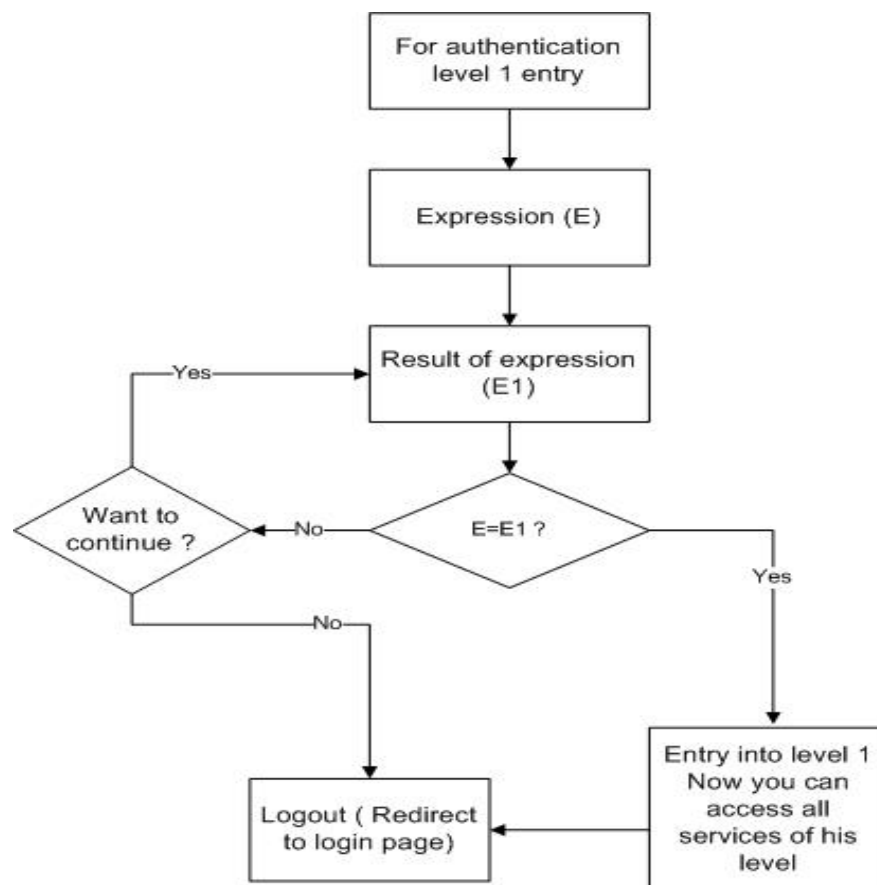 For authentication
level 1 entry
Expression (E)
Result of expression
(E1)
Yes
Want to
continue ?
No
E=E1 ?
Yes
No
Entry into level 1
Now you can
access all
services of his
level
Logout ( Redirect
to login page)